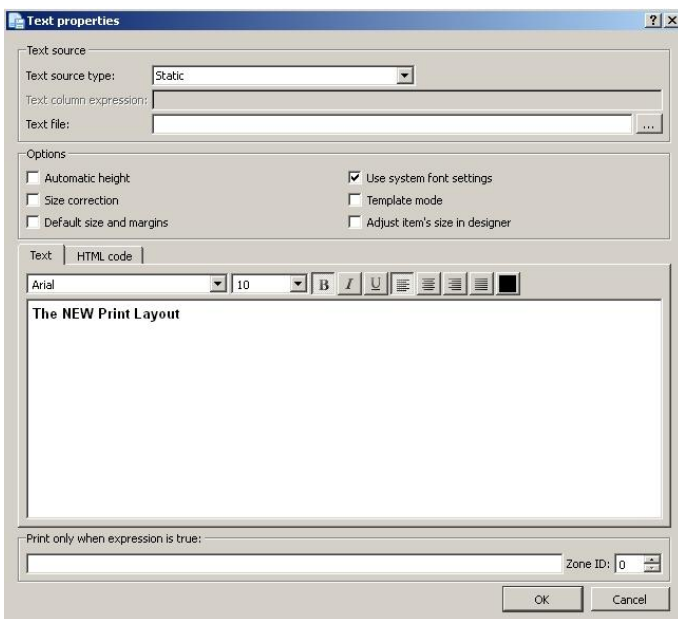 Text properties
Text source
Text source type: Static
Text column expression:
Text file: ...
Options
Automatic height Use system font settings
Size correction Template mode
Default size and margins Adjust item's size in designer
Text HTML code
Arial 10 B I U
The NEW Print Layout
Print only when expression is true:
Zone ID: 0
OK Cancel